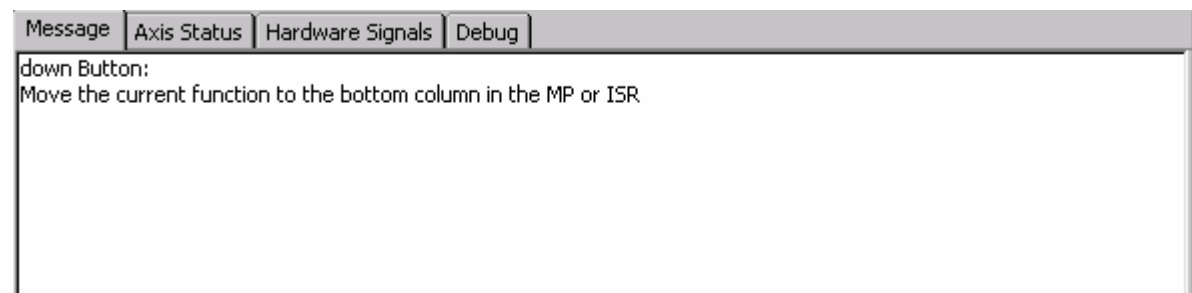 Message Axis Status Hardware Signals Debug
down Button:
Move the current function to the bottom column in the MP or ISR